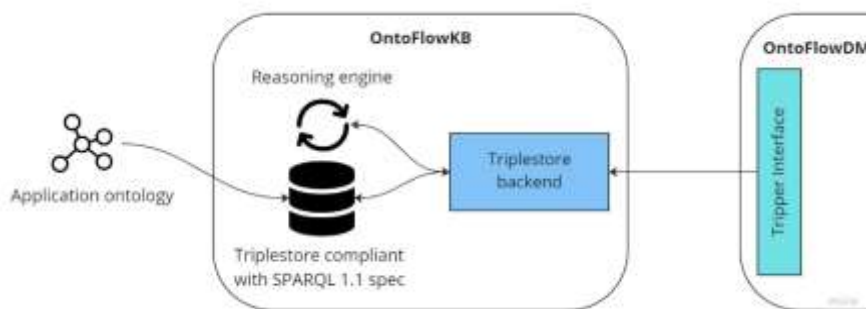 OntoFlowKB
OntoFlowDM
Reasoning engine
Application ontology
Triplestore
backend
Tripper Interface
Triplestore compliant
with SPARQL 1.1 spec